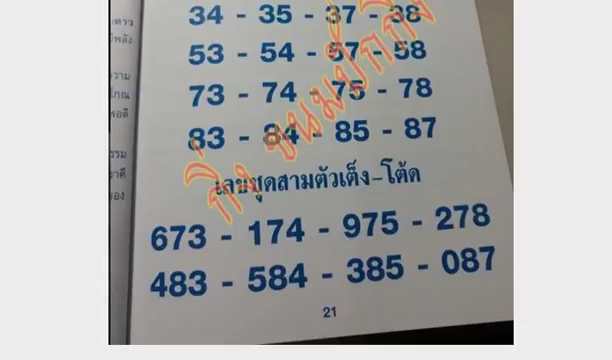 34 - 35 - 37 - 38
53 - 54 - 57 - 58
73 - 74 - 75 - 78
83 - 84 - 85 - 87
เลขชุดสามตัวเต็ง-โต้ด
673 - 174 - 975 - 278
483 - 584 - 385 - 087
21